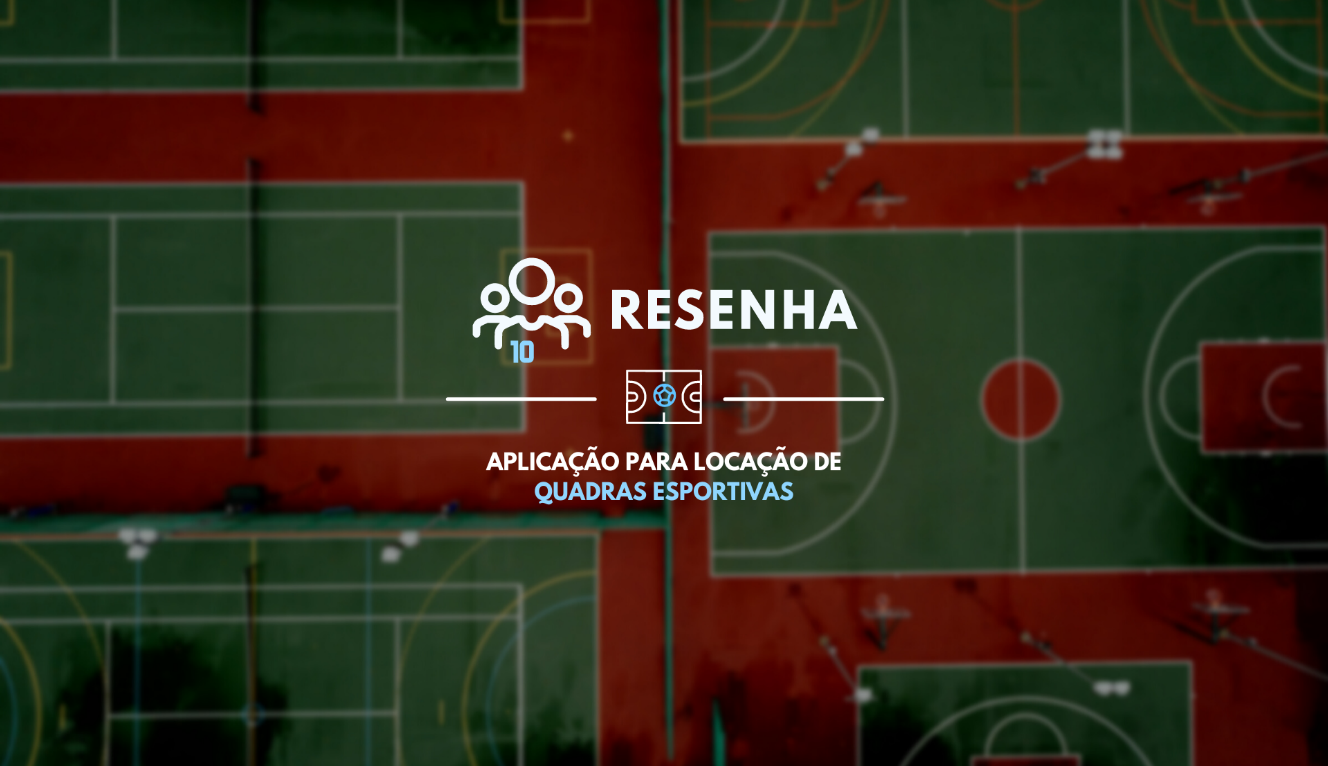 RESENHA
10
APLICAÇÃO PARA LOCAÇÃO DE
QUADRAS ESPORTIVAS